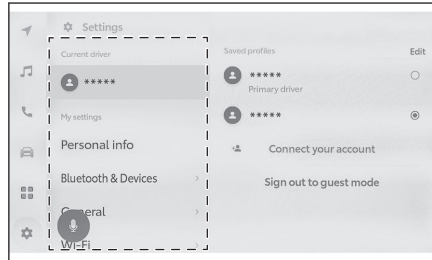 Settings
Current driver
*****
My settings
Personal info
Bluetooth & Devices
General
Wi-Fi
Saved profiles
Edit
*****
Primary driver
*****
Connect your account
Sign out to guest mode